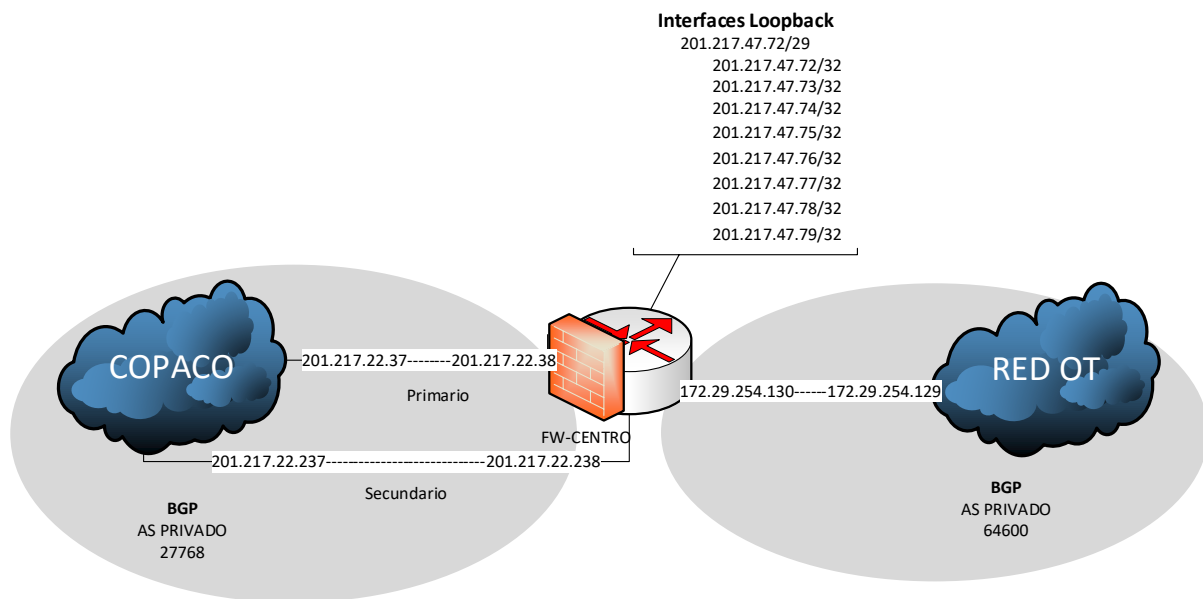 Interfaces Loopback
201.217.47.72/29
201.217.47.72/32
201.217.47.73/32
201.217.47.74/32
201.217.47.75/32
201.217.47.76/32
201.217.47.77/32
201.217.47.78/32
201.217.47.79/32
COPACO
201.217.22.37--------201.217.22.38
Primario
FW-CENTRO
172.29.254.130------172.29.254.129
RED OT
201.217.22.237-----------------------------201.217.22.238
Secundario
BGP
AS PRIVADO
27768
BGP
AS PRIVADO
64600